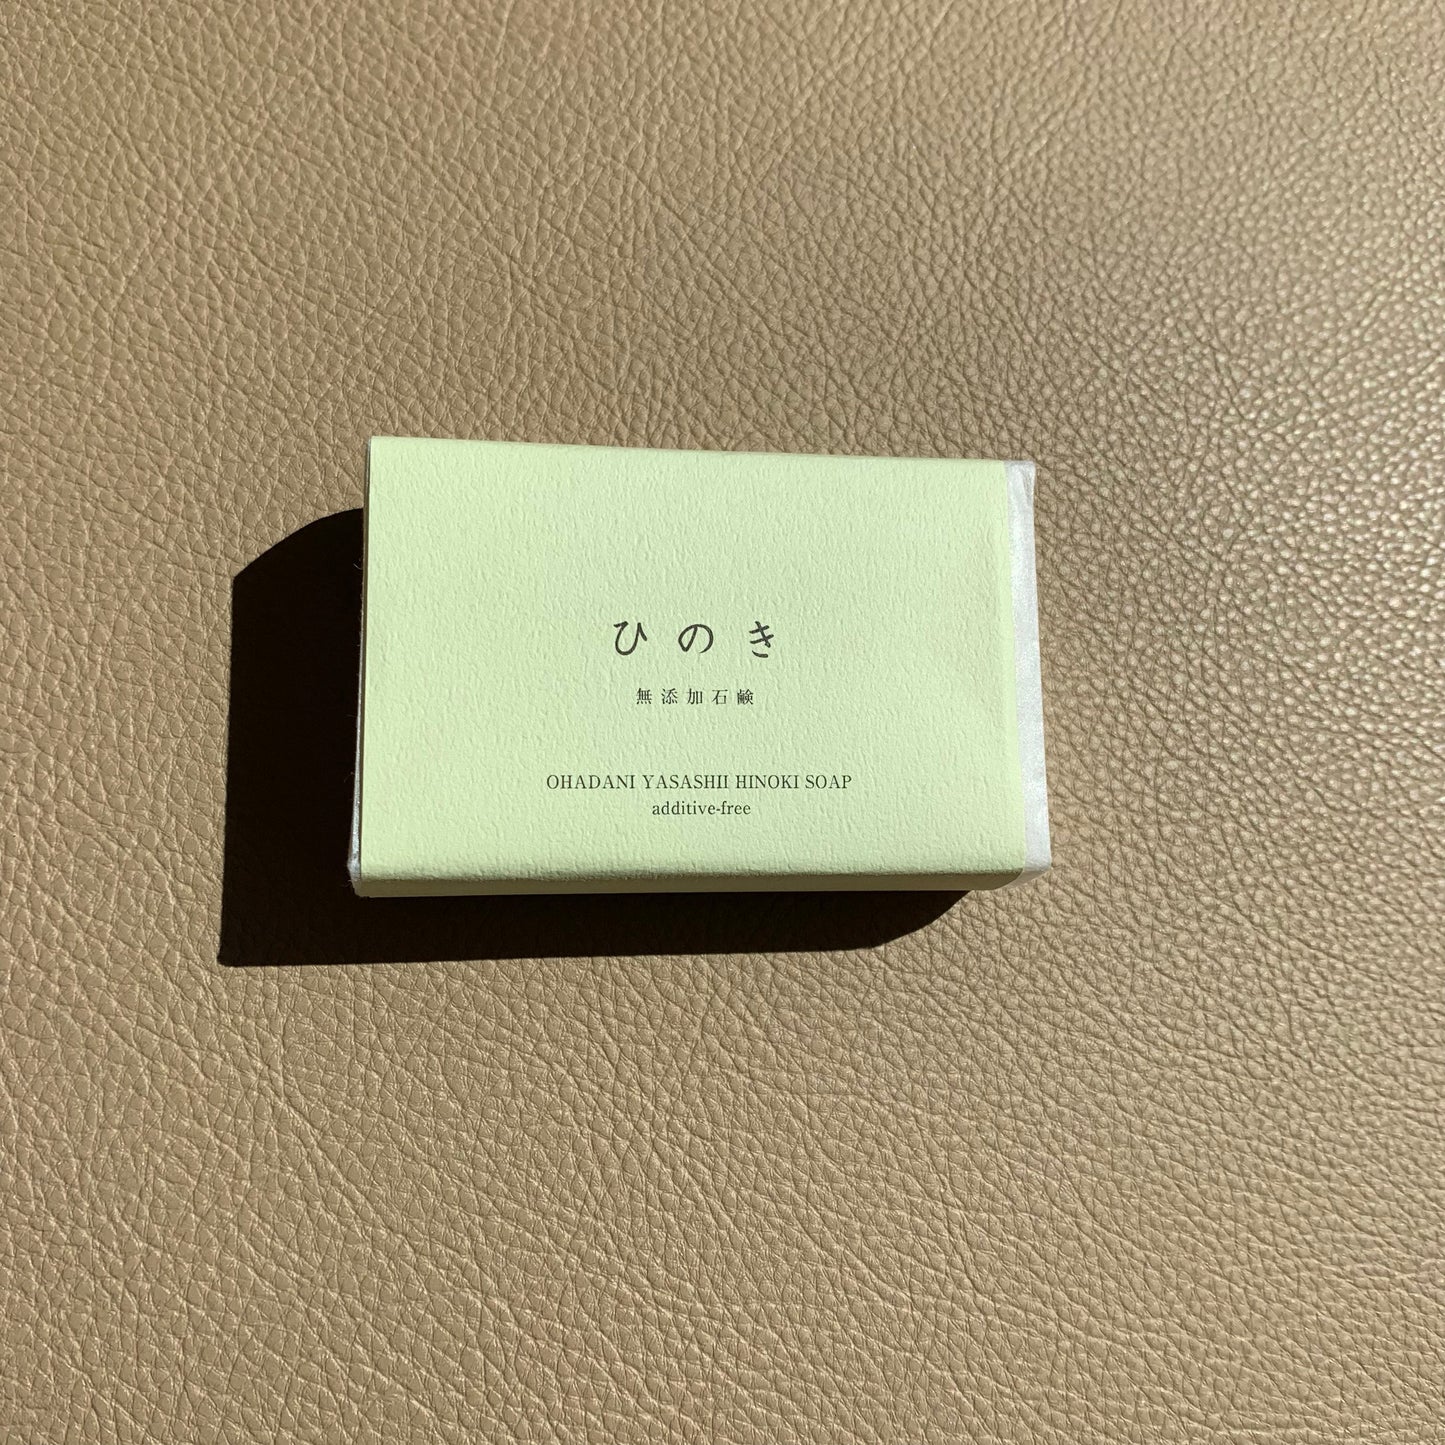 ひのき
無添加石鹸
OHADANI YASASHII HINOKI SOAP
additive-free